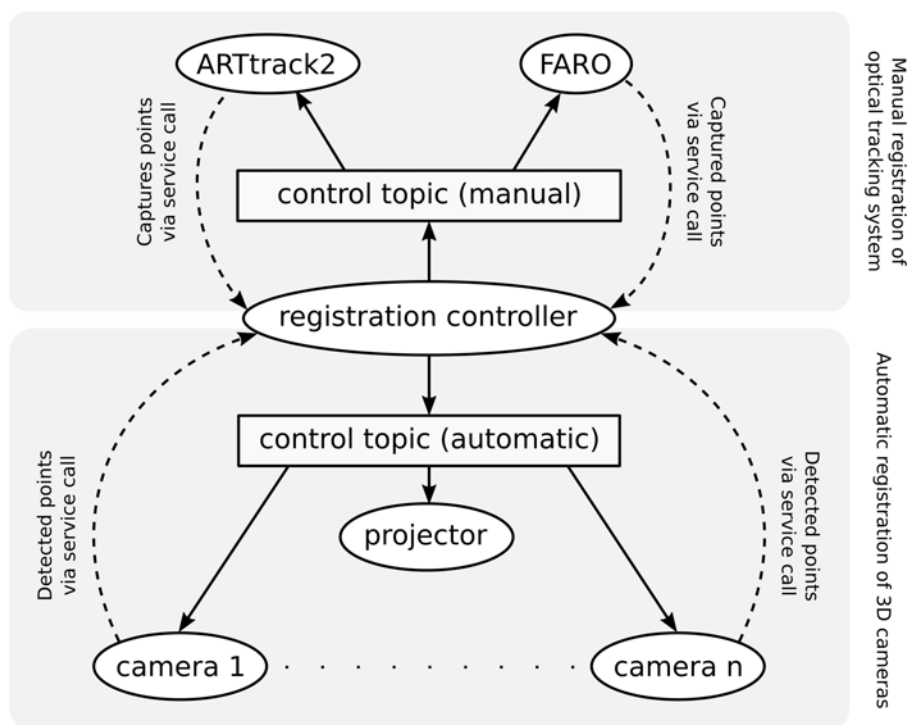 ARTtrack2
FARO
Captures points
via service call
Captured points
via service call
control topic (manual)
Manual registration of
optical tracking system
registration controller
control topic (automatic)
Detected points
via service call
projector
Detected points
via service call
Automatic registration of 3D cameras
camera 1
camera n